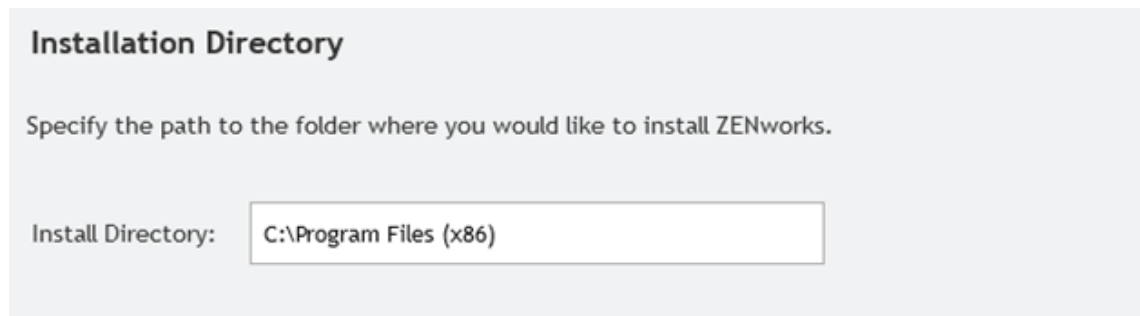 Installation Directory
Specify the path to the folder where you would like to install ZENworks.
Install Directory: C:\Program Files (x86)